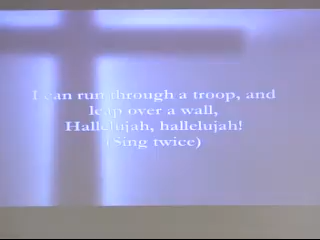 I can run through a troop, and
leap over a wall,
Hallelujah, hallelujah!
(Sing twice)